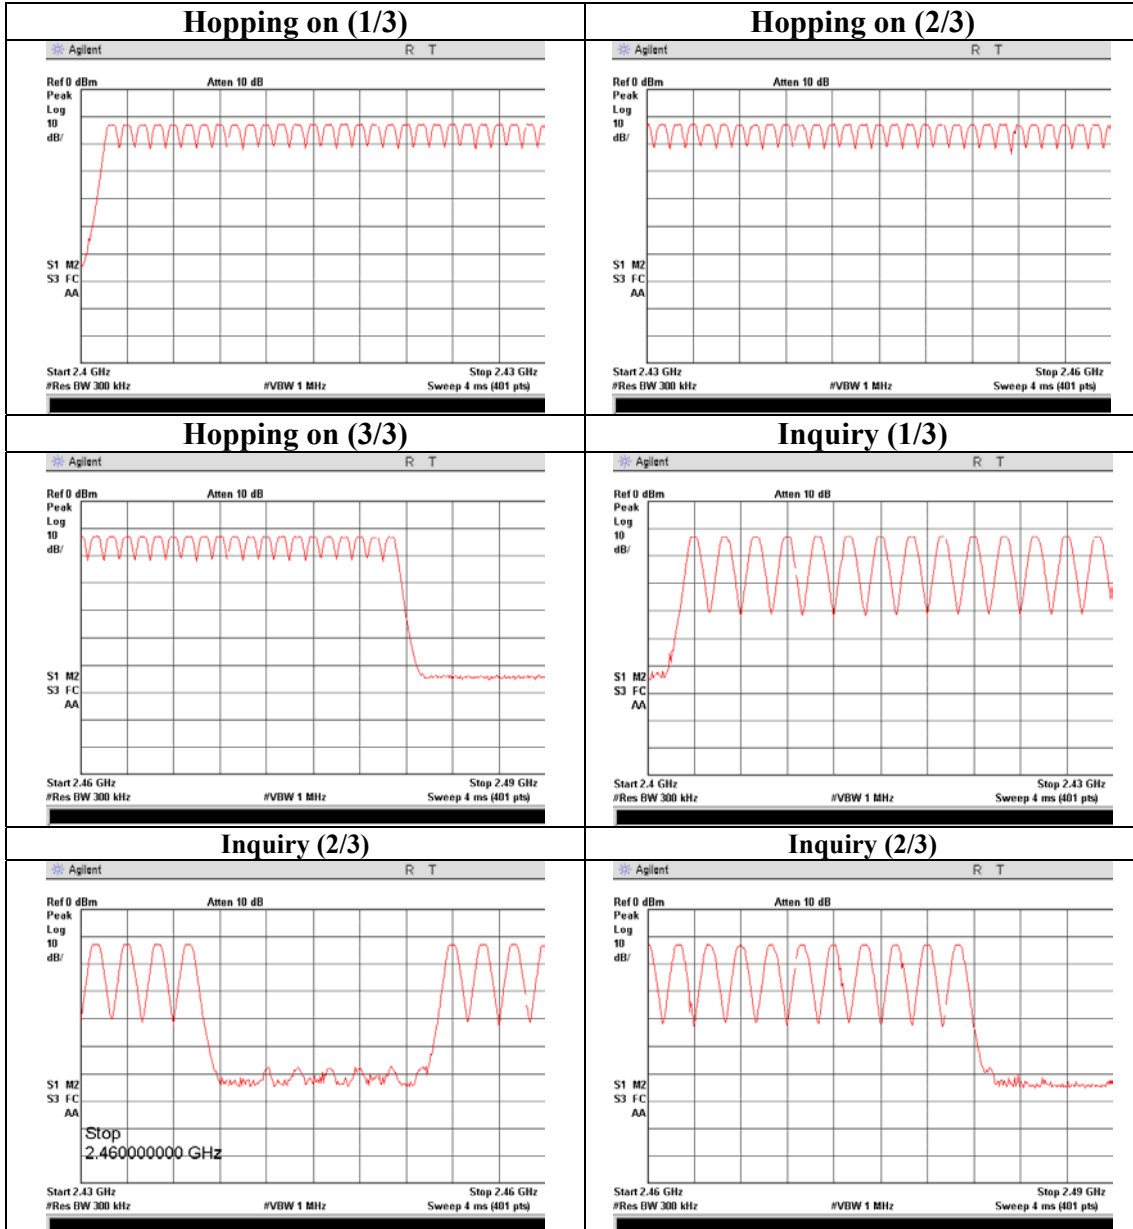 Hopping on (1/3)
Agilent R T
Ref 0 dBm Atten 10 dB
Peak
Log
10
dB/
S1 M2
S3 FC
AA
Start 2.4 GHz Stop 2.43 GHz
#Res BW 300 kHz #VBW 1 MHz Sweep 4 ms (401 pts)
Hopping on (2/3)
Agilent R T
Ref 0 dBm Atten 10 dB
Peak
Log
10
dB/
S1 M2
S3 FC
AA
Start 2.43 GHz Stop 2.46 GHz
#Res BW 300 kHz #VBW 1 MHz Sweep 4 ms (401 pts)
Hopping on (3/3)
Agilent R T
Ref 0 dBm Atten 10 dB
Peak
Log
10
dB/
S1 M2
S3 FC
AA
Start 2.46 GHz Stop 2.49 GHz
#Res BW 300 kHz #VBW 1 MHz Sweep 4 ms (401 pts)
Inquiry (1/3)
Agilent R T
Ref 0 dBm Atten 10 dB
Peak
Log
10
dB/
S1 M2
S3 FC
AA
Start 2.4 GHz Stop 2.43 GHz
#Res BW 300 kHz #VBW 1 MHz Sweep 4 ms (401 pts)
Inquiry (2/3)
Agilent R T
Ref 0 dBm Atten 10 dB
Peak
Log
10
dB/
S1 M2
S3 FC
AA
Stop
2.460000000 GHz
Start 2.43 GHz Stop 2.46 GHz
#Res BW 300 kHz #VBW 1 MHz Sweep 4 ms (401 pts)
Inquiry (2/3)
Agilent R T
Ref 0 dBm Atten 10 dB
Peak
Log
10
dB/
S1 M2
S3 FC
AA
Start 2.46 GHz Stop 2.49 GHz
#Res BW 300 kHz #VBW 1 MHz Sweep 4 ms (401 pts)